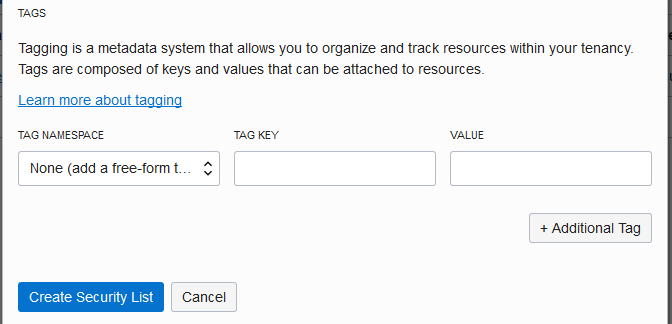 TAGS
Tagging is a metadata system that allows you to organize and track resources within your tenancy.
Tags are composed of keys and values that can be attached to resources.
Learn more about tagging
TAG NAMESPACE TAG KEY VALUE
None (add a free-form t...
+ Additional Tag
Create Security List Cancel